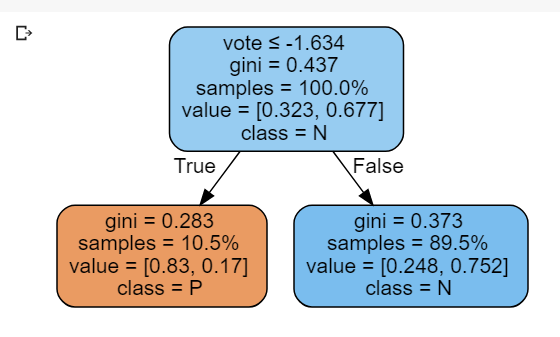 vote ≤ -1.634
gini = 0.437
samples = 100.0%
value = [0.323, 0.677]
class = N
True
False
gini = 0.283
samples = 10.5%
value = [0.83, 0.17]
class = P
gini = 0.373
samples = 89.5%
value = [0.248, 0.752]
class = N